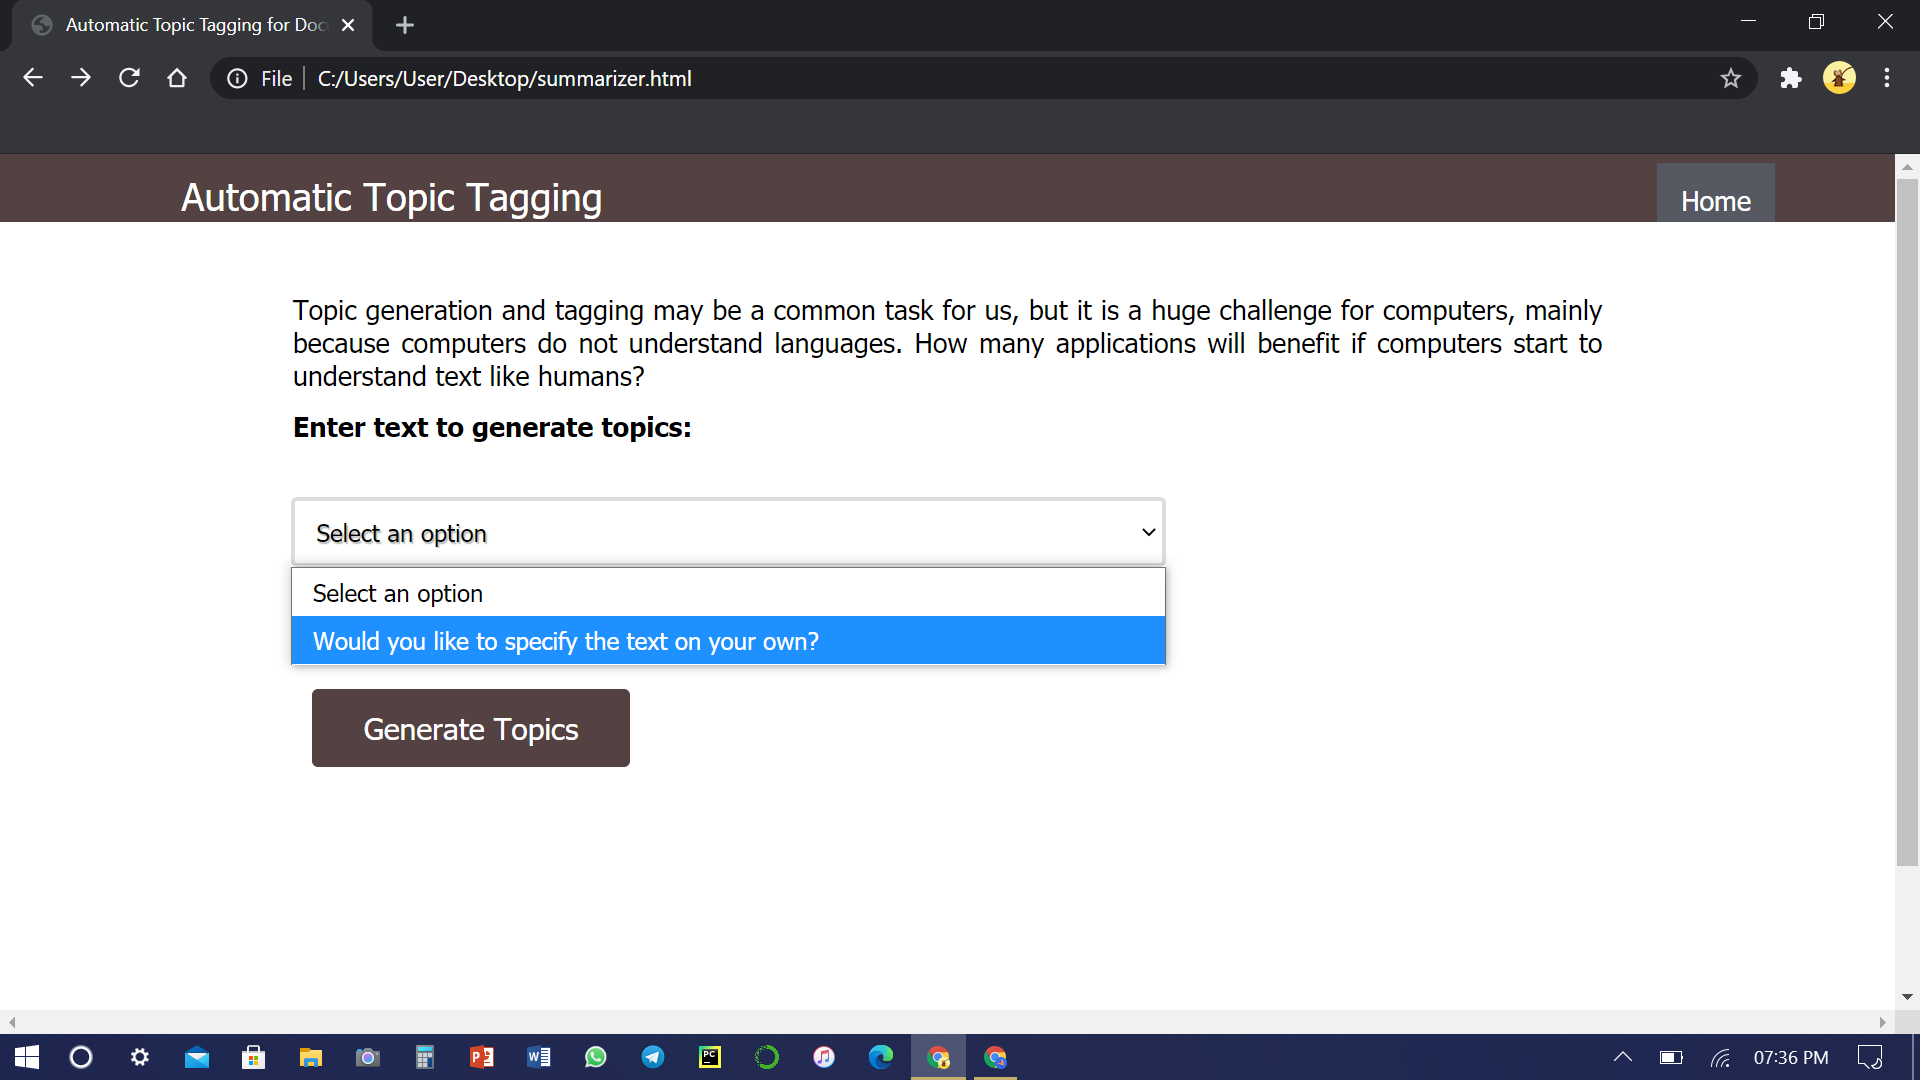 Automatic Topic Tagging for Doc
File
C:/Users/User/Desktop/summarizer.html
Automatic Topic Tagging
Home
Topic generation and tagging may be a common task for us, but it is a huge challenge for computers, mainly
because computers do not understand languages. How many applications will benefit if computers start to
understand text like humans?
Enter text to generate topics:
Select an option
Select an option
Would you like to specify the text on your own?
Generate Topics
07:36 PM